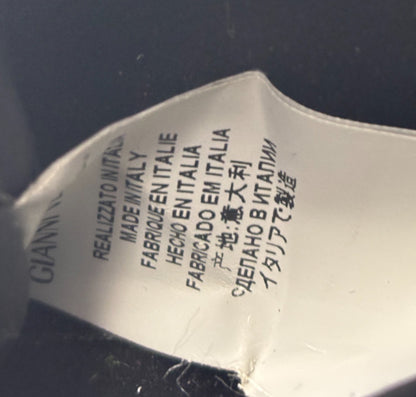 GIANNI
REALIZZATO IN ITALIA
MADE IN ITALY
FABRIQUE EN ITALIE
HECHO EN ITALIA
FABRICADO EM ITALIA
产地:意大利
СДЕЛАНО В ИТАЛИИ
イタリアで製造